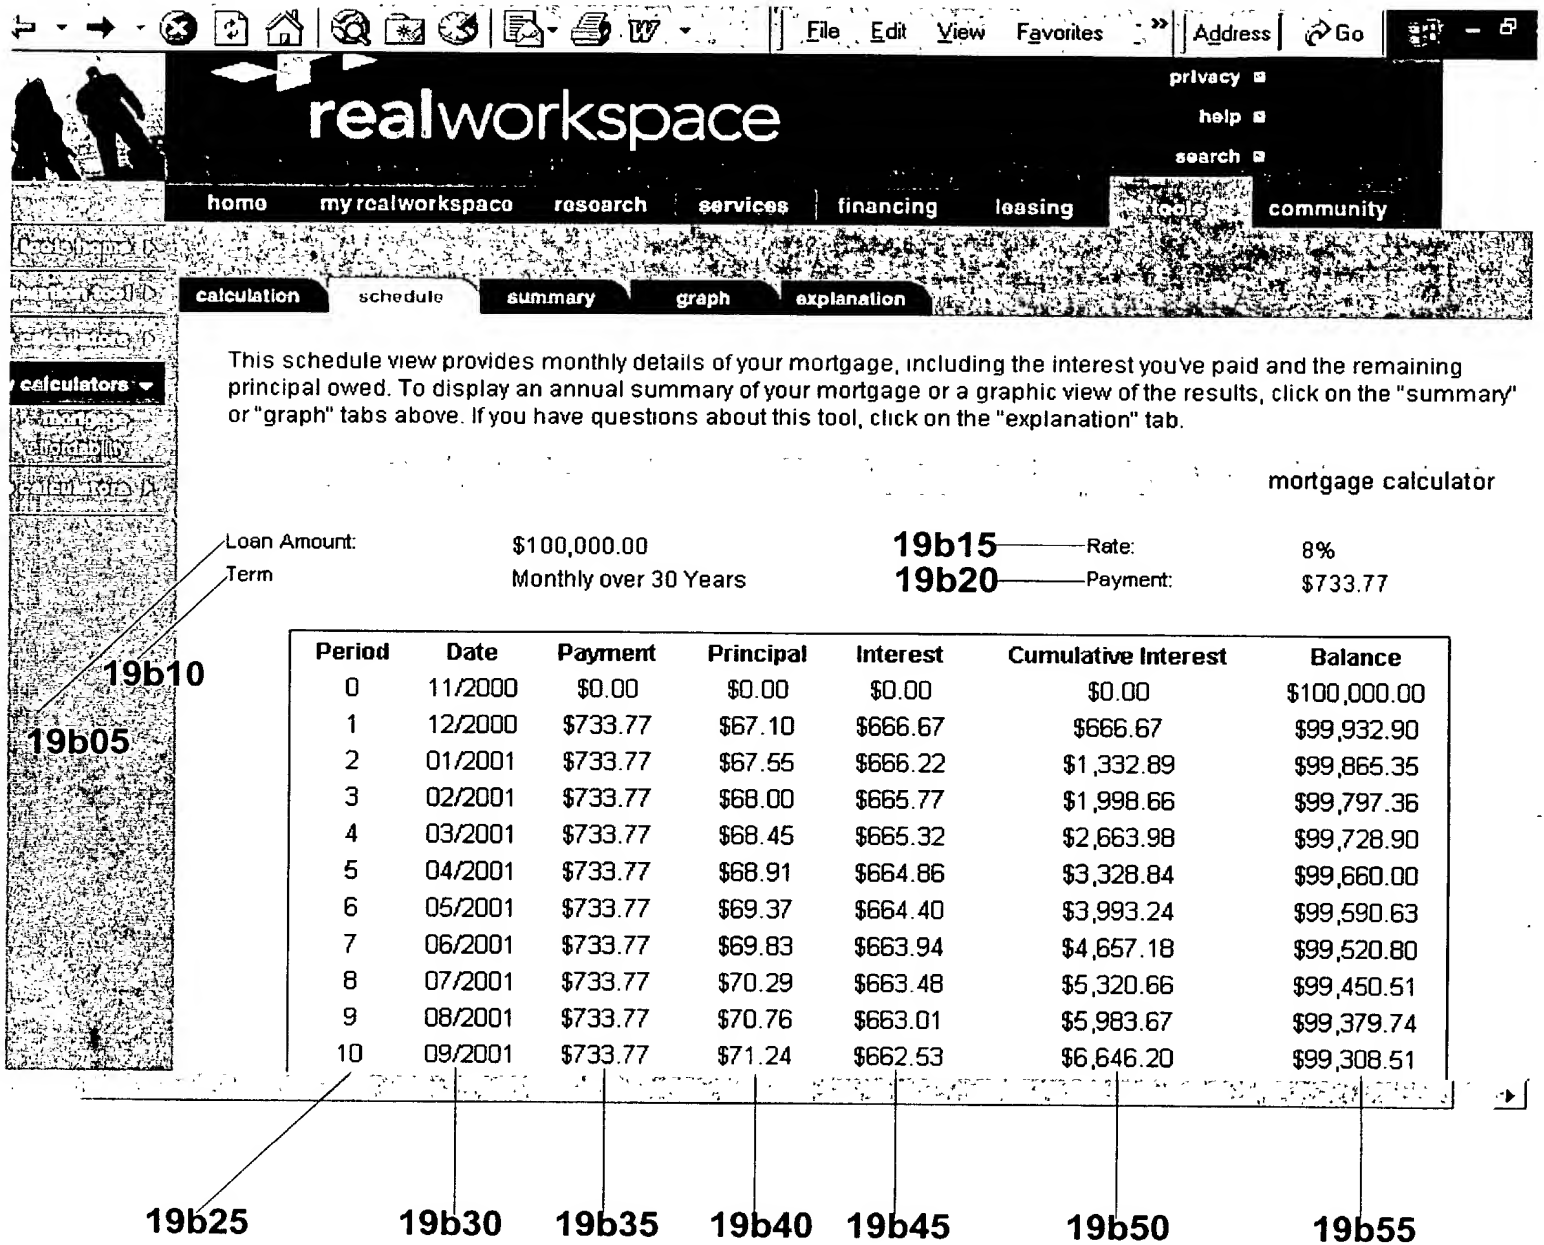 File Edit View Favorites » Address Go
privacy
realworkspace
help
search
home myrealworkspace research services financing leasing tools community
calculation schedule summary graph explanation
This schedule view provides monthly details of your mortgage, including the interest you've paid and the remaining
principal owed. To display an annual summary of your mortgage or a graphic view of the results, click on the "summary"
or "graph" tabs above. If you have questions about this tool, click on the "explanation" tab.
calculators
mortgage
affordability
calculators
mortgage calculator
Loan Amount: $100,000.00 19b15 Rate: 8%
Term Monthly over 30 Years 19b20 Payment: $733.77
19b10
19b05
Period Date Payment Principal Interest Cumulative Interest Balance
0 11/2000 $0.00 $0.00 $0.00 $0.00 $100,000.00
1 12/2000 $733.77 $67.10 $666.67 $666.67 $99,932.90
2 01/2001 $733.77 $67.55 $666.22 $1,332.89 $99,865.35
3 02/2001 $733.77 $68.00 $665.77 $1,998.66 $99,797.36
4 03/2001 $733.77 $68.45 $665.32 $2,663.98 $99,728.90
5 04/2001 $733.77 $68.91 $664.86 $3,328.84 $99,660.00
6 05/2001 $733.77 $69.37 $664.40 $3,993.24 $99,590.63
7 06/2001 $733.77 $69.83 $663.94 $4,657.18 $99,520.80
8 07/2001 $733.77 $70.29 $663.48 $5,320.66 $99,450.51
9 08/2001 $733.77 $70.76 $663.01 $5,983.67 $99,379.74
10 09/2001 $733.77 $71.24 $662.53 $6,646.20 $99,308.51
19b25 19b30 19b35 19b40 19b45 19b50 19b55